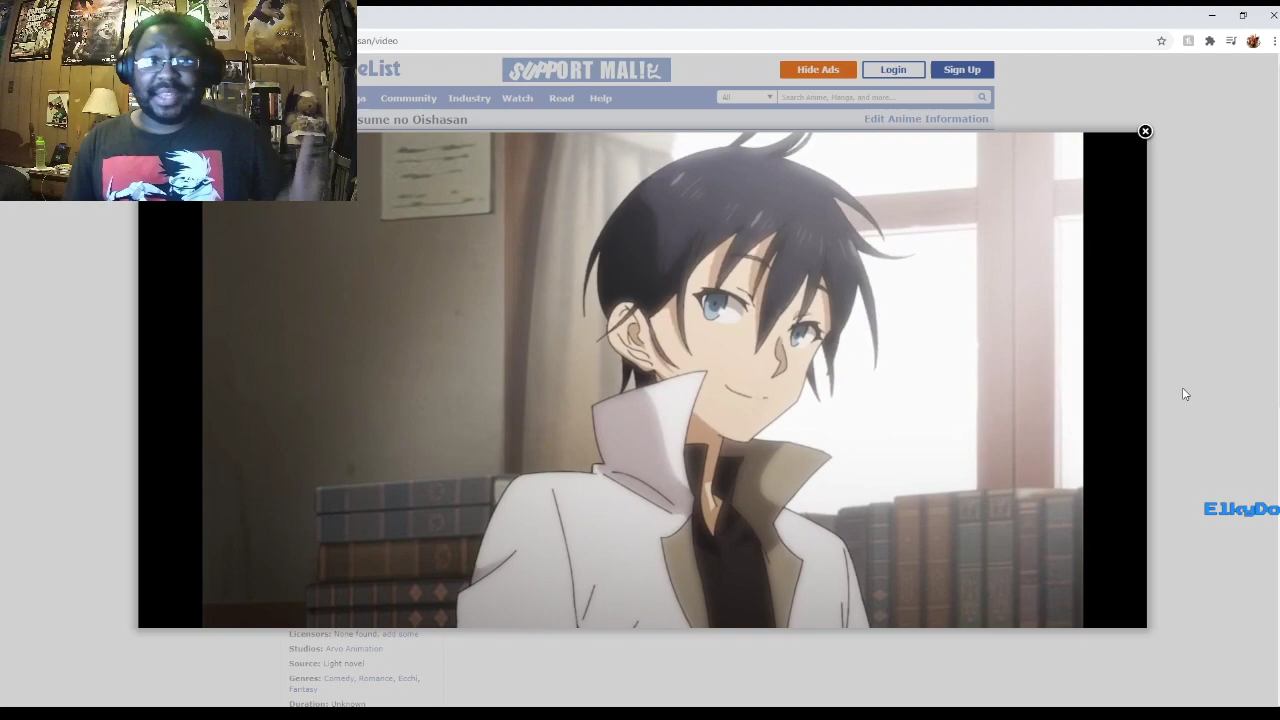 san/video
eList
SUPPORT MAL!
Hide Ads
Login
Sign Up
ga
Community
Industry
Watch
Read
Help
All
Search Anime, Manga, and more...
sume no Oishasan
Edit Anime Information
ElkyDo
Licensors: None found, add some
Studios: Arvo Animation
Source: Light novel
Genres: Comedy, Romance, Ecchi,
Fantasy
Duration: Unknown